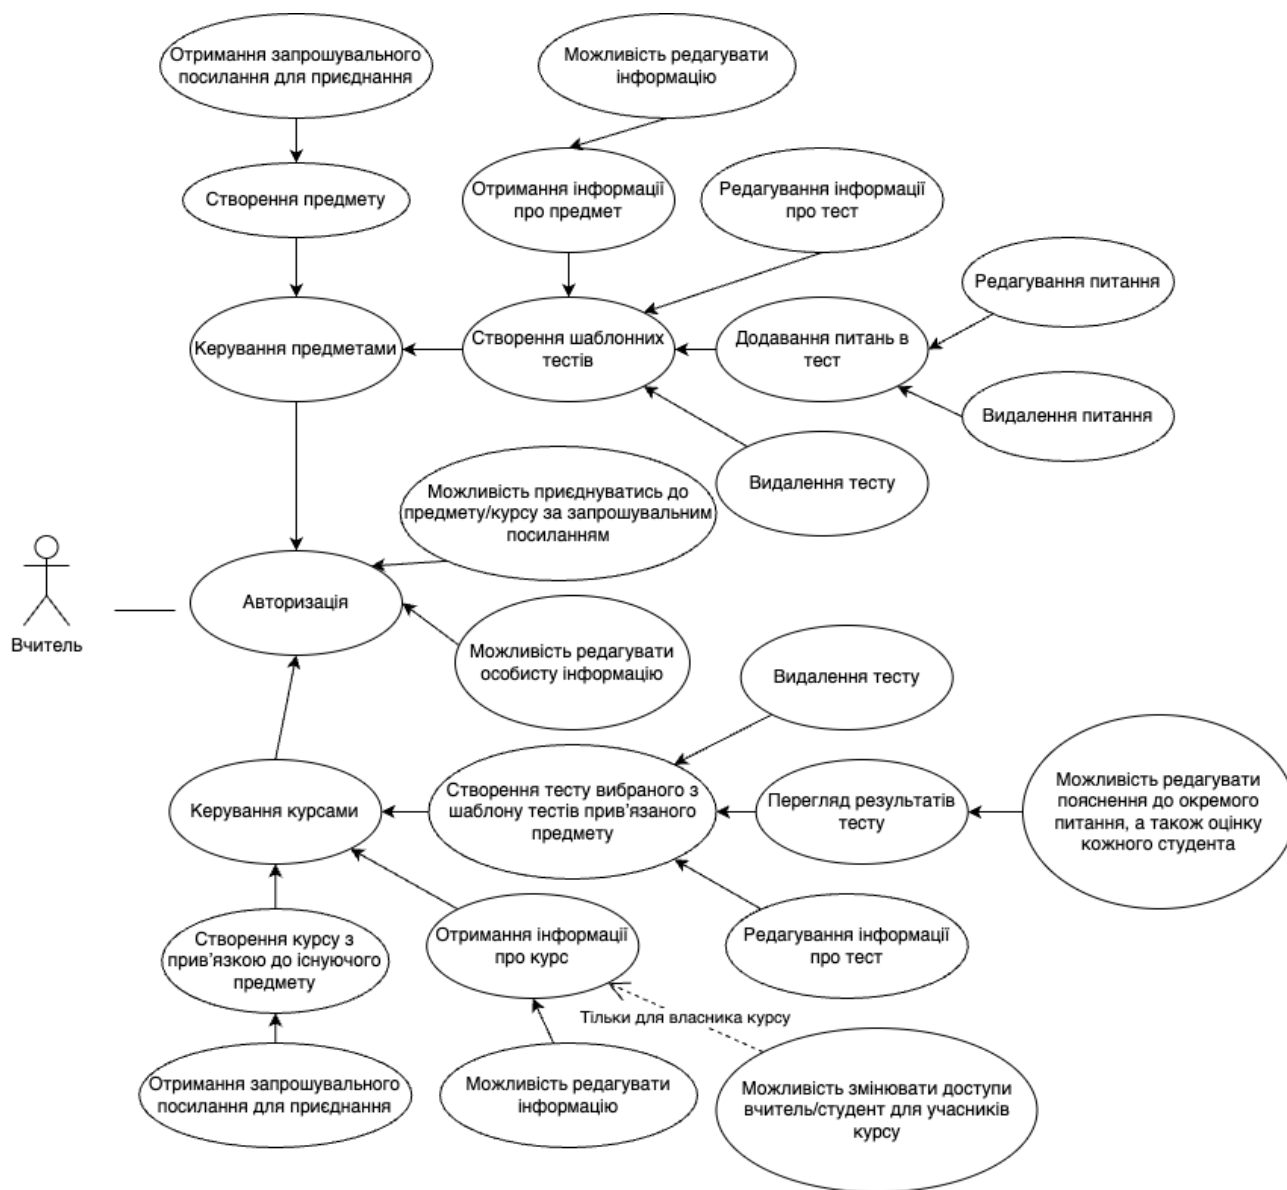 Отримання запрошувального
посилання для приєднання
Можливість редагувати
інформацію
Створення предмету
Отримання інформації
про предмет
Редагування інформації
про тест
Редагування питання
Керування предметами
Створення шаблонних
тестів
Додавання питань в
тест
Видалення питання
Видалення тесту
Можливість приєднуватись до
предмету/курсу за запрошувальним
посиланням
Вчитель
Авторизація
Можливість редагувати
особисту інформацію
Видалення тесту
Керування курсами
Створення тесту вибраного з
шаблону тестів прив'язаного
предмету
Перегляд результатів
тесту
Можливість редагувати
пояснення до окремого
питання, а також оцінку
кожного студента
Створення курсу з
прив'язкою до існуючого
предмету
Отримання інформації
про курс
Редагування інформації
про тест
Тільки для власника курсу
Отримання запрошувального
посилання для приєднання
Можливість редагувати
інформацію
Можливість змінювати доступи
вчитель/студент для учасників
курсу